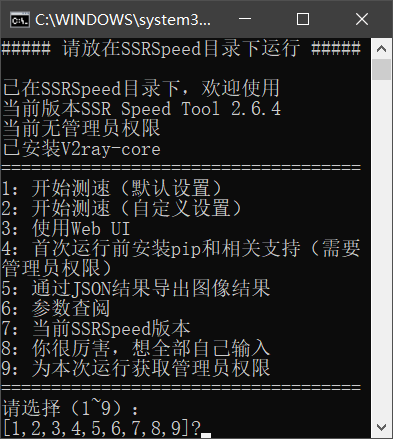 C:\WINDOWS\system3...
##### 请放在SSRSpeed目录下运行 #####
已在SSRSpeed目录下，欢迎使用
当前版本SSR Speed Tool 2.6.4
当前无管理员权限
已安装V2ray-core
====================================
1: 开始测速（默认设置）
2: 开始测速（自定义设置）
3: 使用Web UI
4: 首次运行前安装pip和相关支持（需要
管理员权限）
5: 通过JSON结果导出图像结果
6: 参数查阅
7: 当前SSRSpeed版本
8: 你很厉害，想全部自己输入
9: 为本次运行获取管理员权限
====================================
请选择（1~9）:
[1,2,3,4,5,6,7,8,9]?